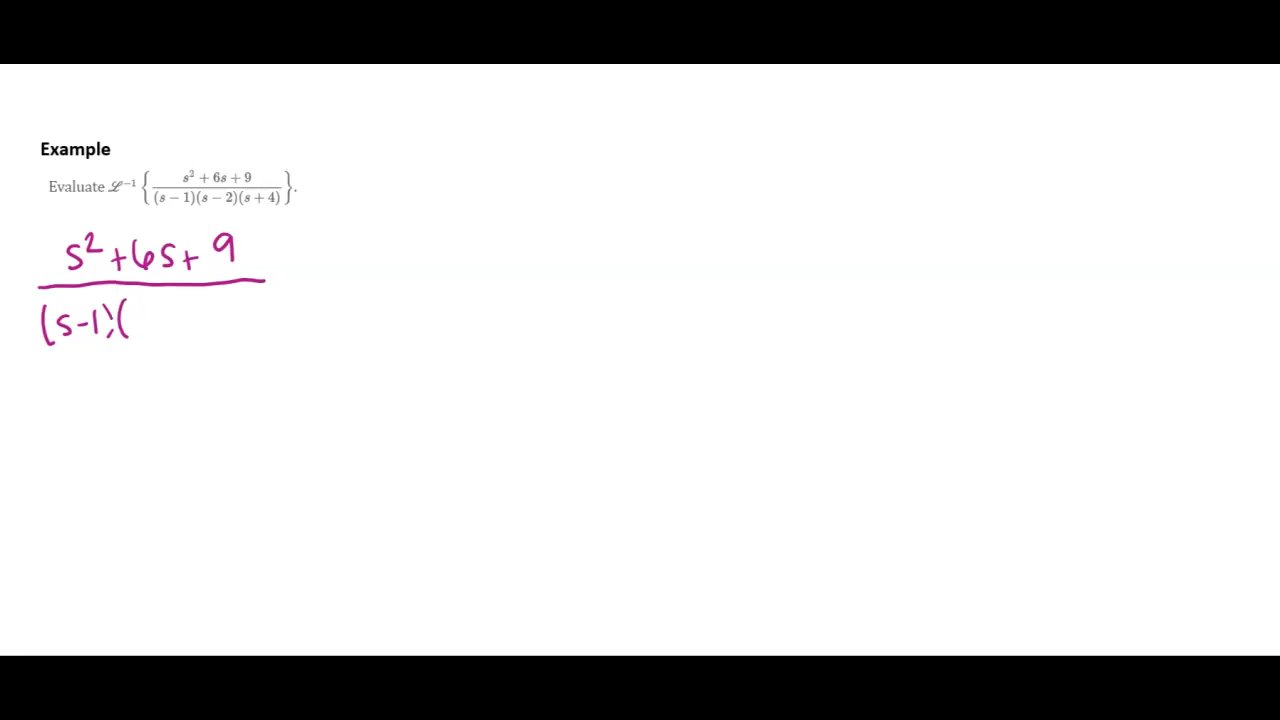 Example
Evaluate ℒ⁻¹ { s² + 6s + 9 / (s − 1)(s − 2)(s + 4) }.
s² + 6s + 9
(s-1)(